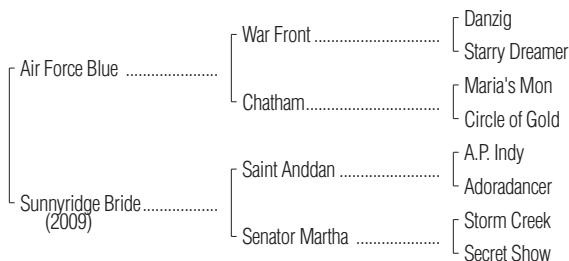 Danzig
War Front ..............................
Starry Dreamer
Air Force Blue ......................
Maria's Mon
Chatham................................
Circle of Gold
A.P. Indy
Saint Anddan ........................
Adoradancer
Sunnyridge Bride..................
(2009)
Storm Creek
Senator Martha ....................
Secret Show